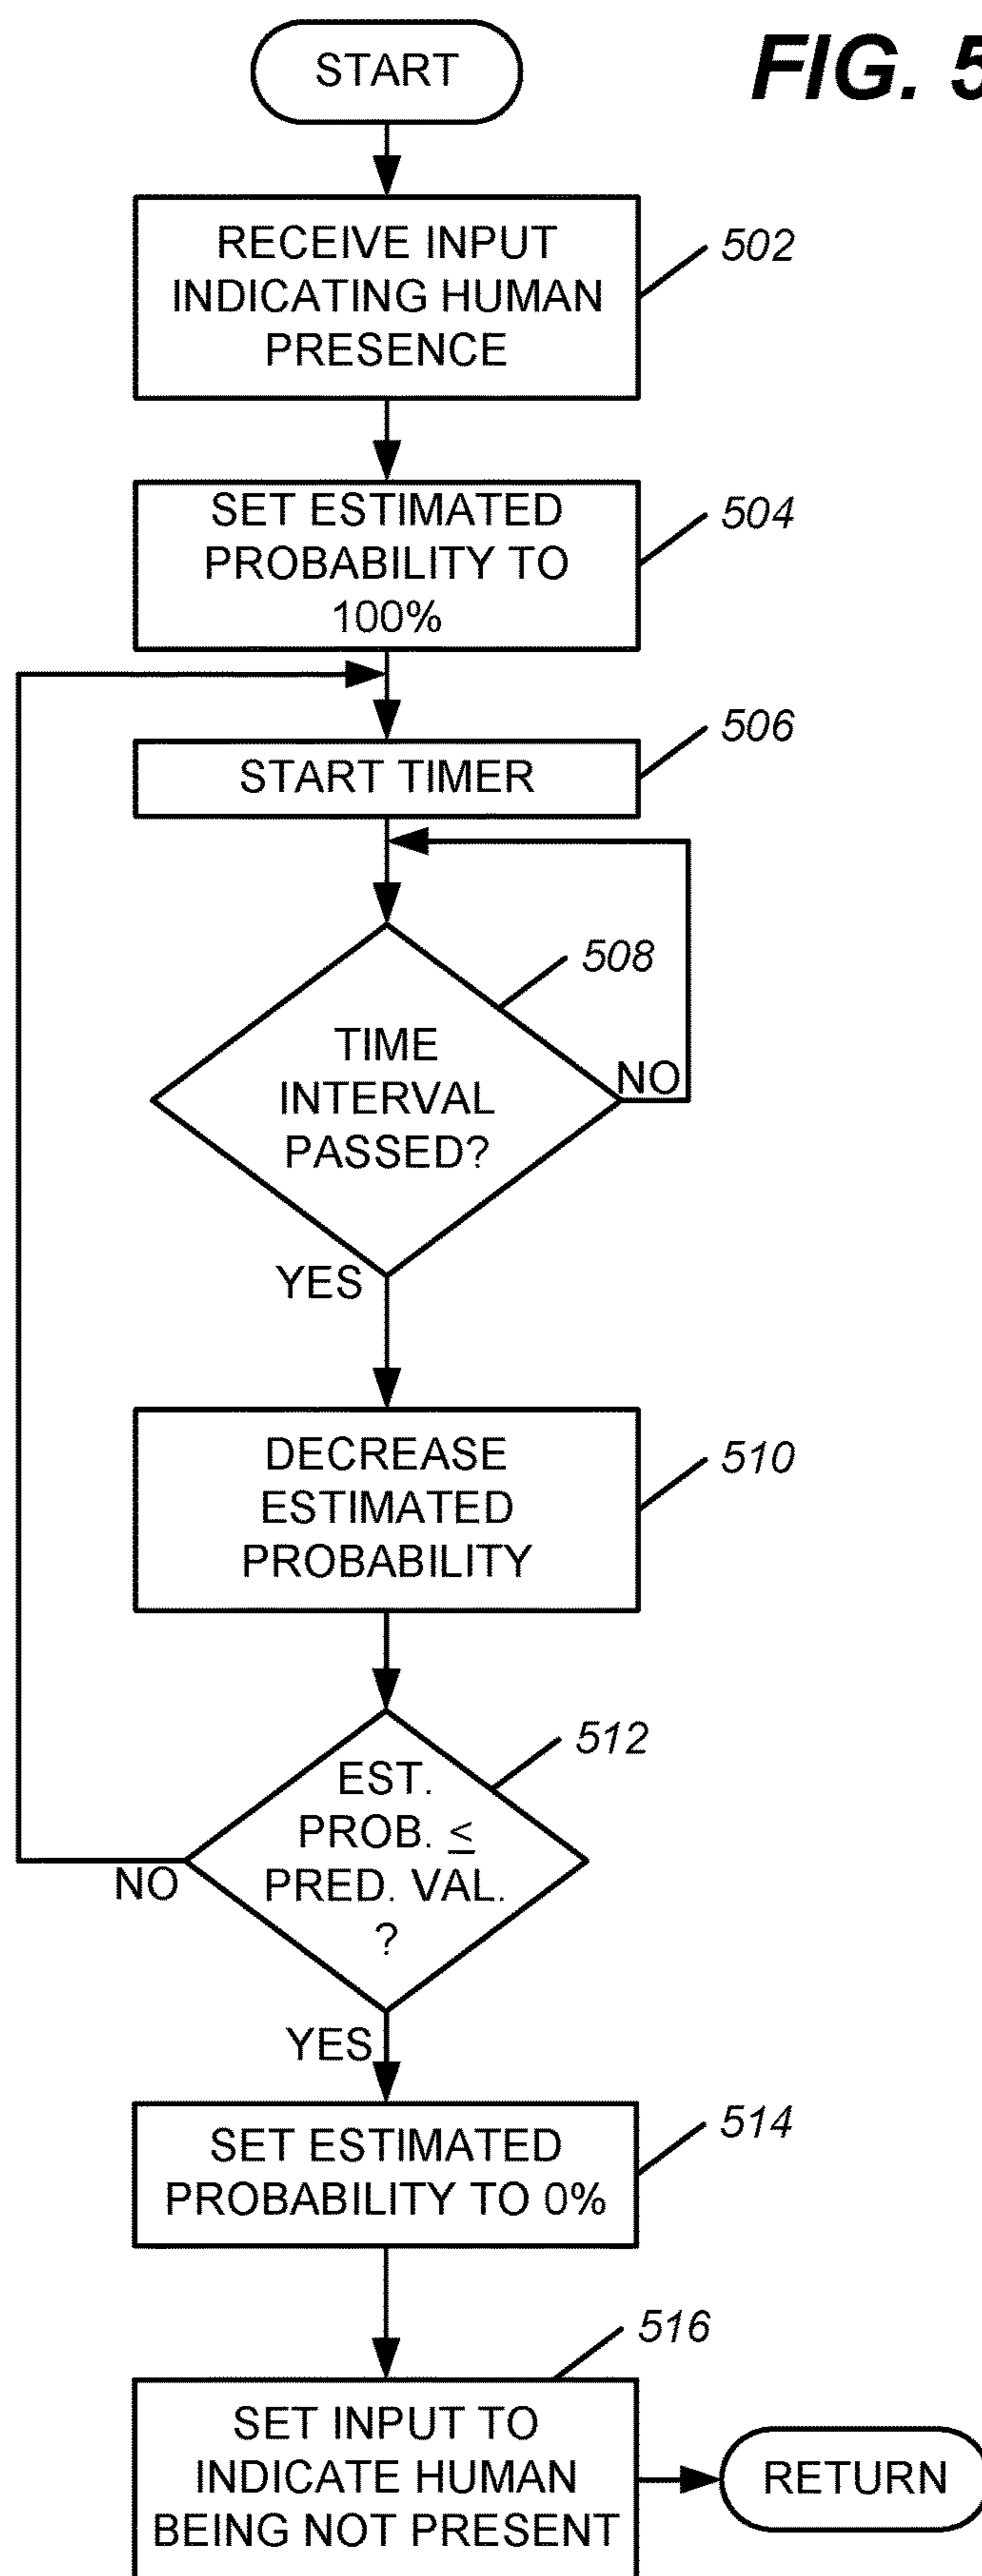 START
FIG. 5
RECEIVE INPUT
INDICATING HUMAN
PRESENCE
502
SET ESTIMATED
PROBABILITY TO
100%
504
START TIMER
506
TIME
INTERVAL
PASSED?
508
NO
YES
DECREASE
ESTIMATED
PROBABILITY
510
EST.
PROB. ≤
PRED. VAL.
?
512
NO
YES
SET ESTIMATED
PROBABILITY TO 0%
514
SET INPUT TO
INDICATE HUMAN
BEING NOT PRESENT
516
RETURN